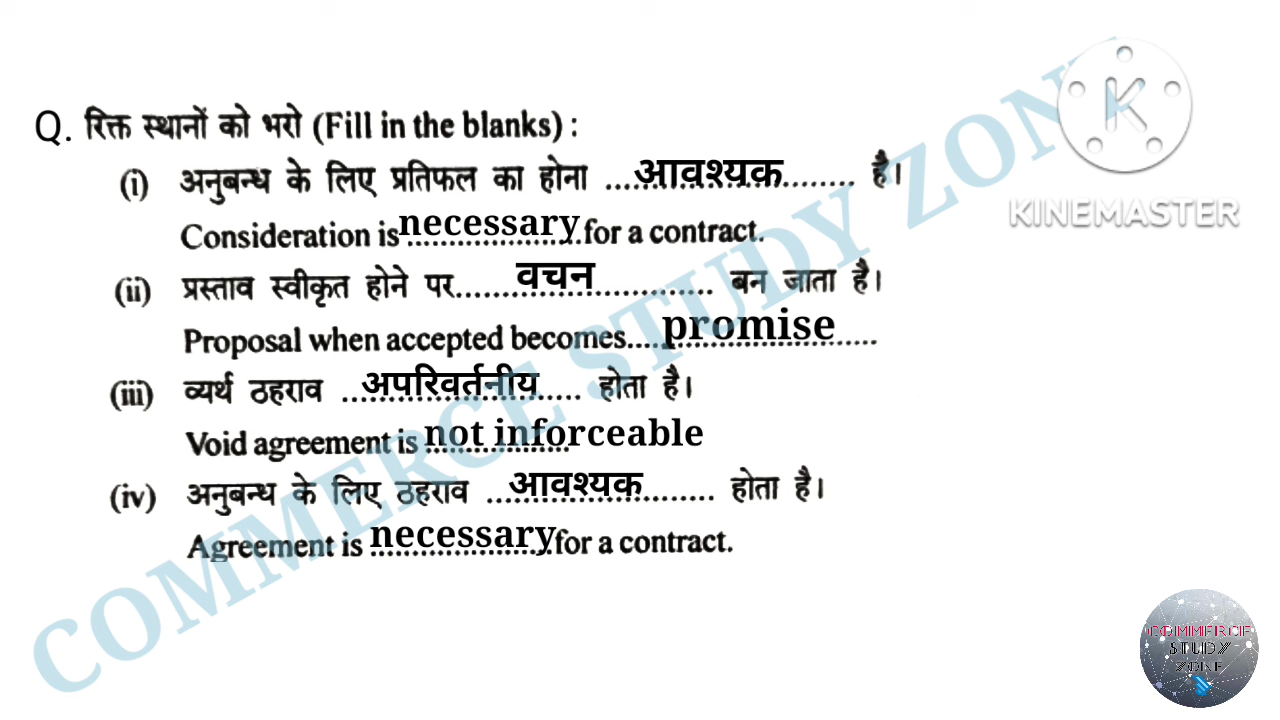 Q. रिक्त स्थानों को भरो (Fill in the blanks) :
(i) अनुबन्ध के लिए प्रतिफल का होना ...आवश्यक........ है।
Consideration is necessary for a contract.
(ii) प्रस्ताव स्वीकृत होने पर......वचन............ बन जाता है।
Proposal when accepted becomes....promise.....
(iii) व्यर्थ ठहराव ..अपरिवर्तनीय.... होता है।
Void agreement is not inforceable
(iv) अनुबन्ध के लिए ठहराव ..आवश्यक....... होता है।
Agreement is necessary for a contract.
COMMERCE STUDY ZONE
K
KINEMASTER
COMMERCE
STUDY
ZONE